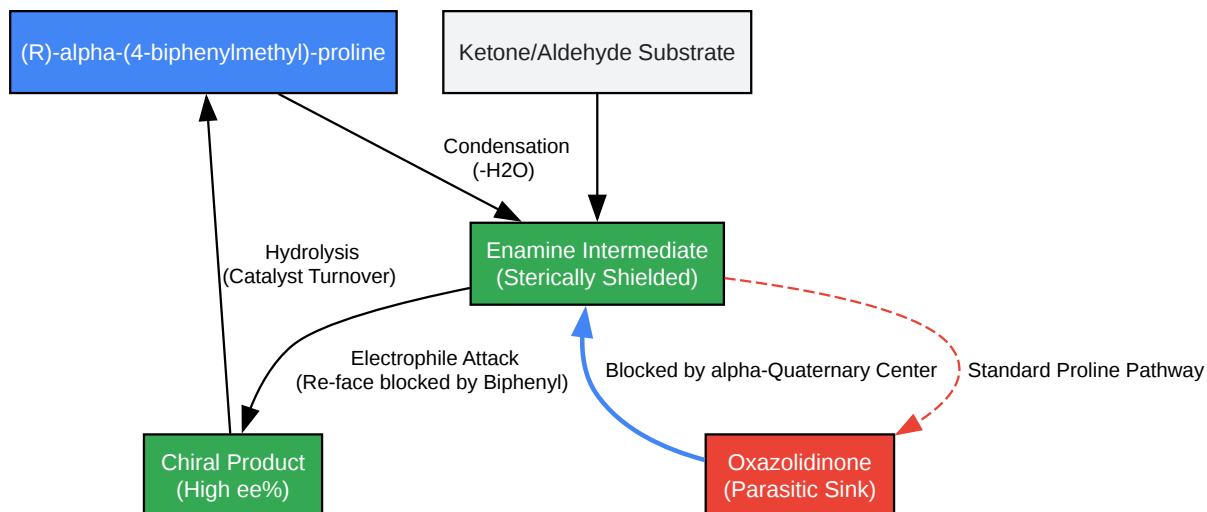 (R)-alpha-(4-biphenylmethyl)-proline
Ketone/Aldehyde Substrate
Condensation
(-H2O)
Enamine Intermediate
(Sterically Shielded)
Hydrolysis
(Catalyst Turnover)
Electrophile Attack
(Re-face blocked by Biphenyl)
Blocked by alpha-Quaternary Center
Standard Proline Pathway
Chiral Product
(High ee%)
Oxazolidinone
(Parasitic Sink)